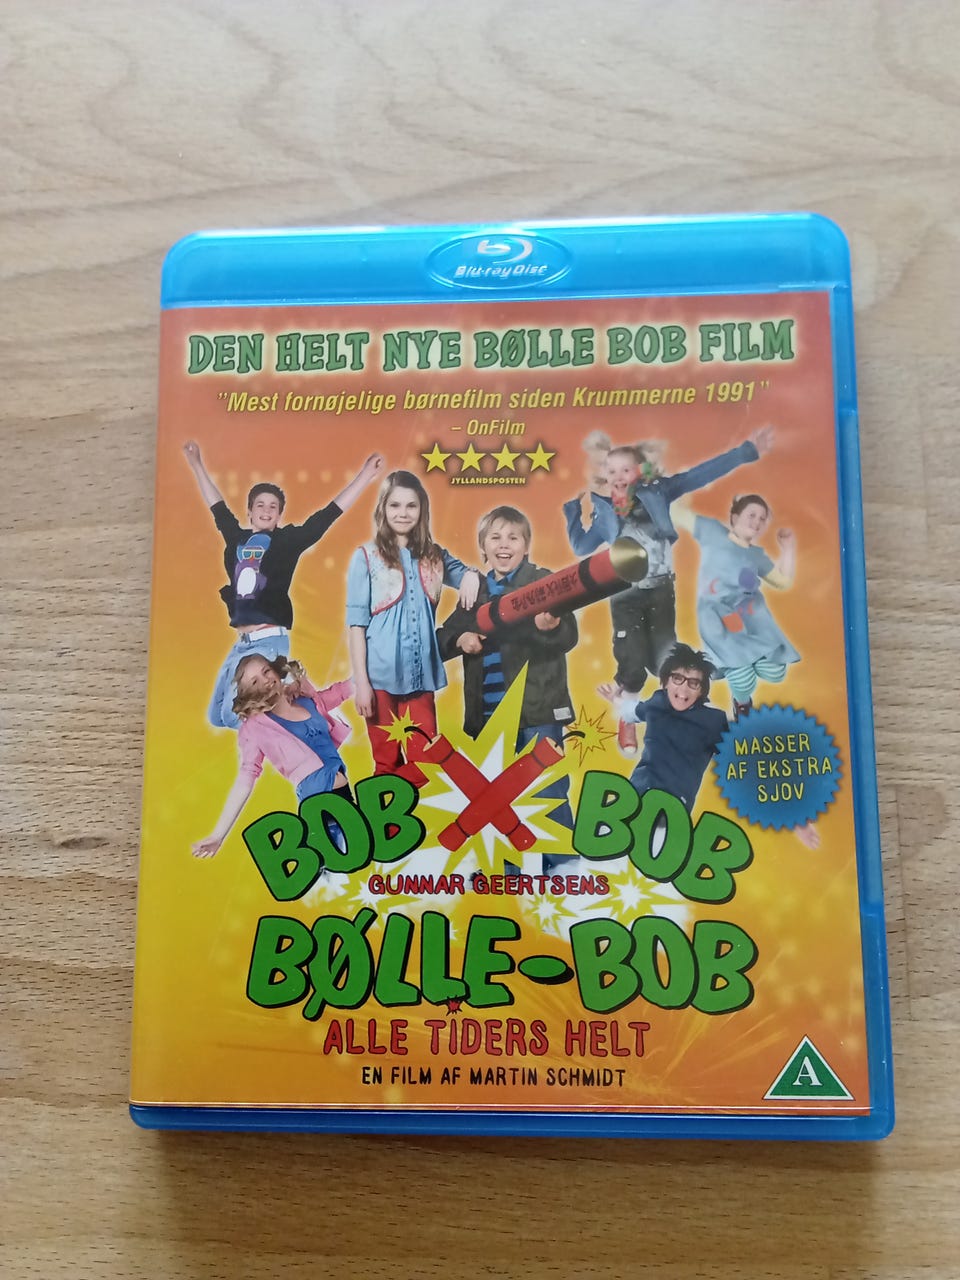 Blu-ray Disc
DEN HELT NYE BØLLE BOB FILM
"Mest fornøjelige børnefilm siden Krummerne 1991"
– OnFilm
JYLLANDSPOSTEN
MASSER
AF EKSTRA
SJOV
BOB BOB
GUNNAR GEERTSENS
BØLLE-BOB
ALLE TIDERS HELT
EN FILM AF MARTIN SCHMIDT
A